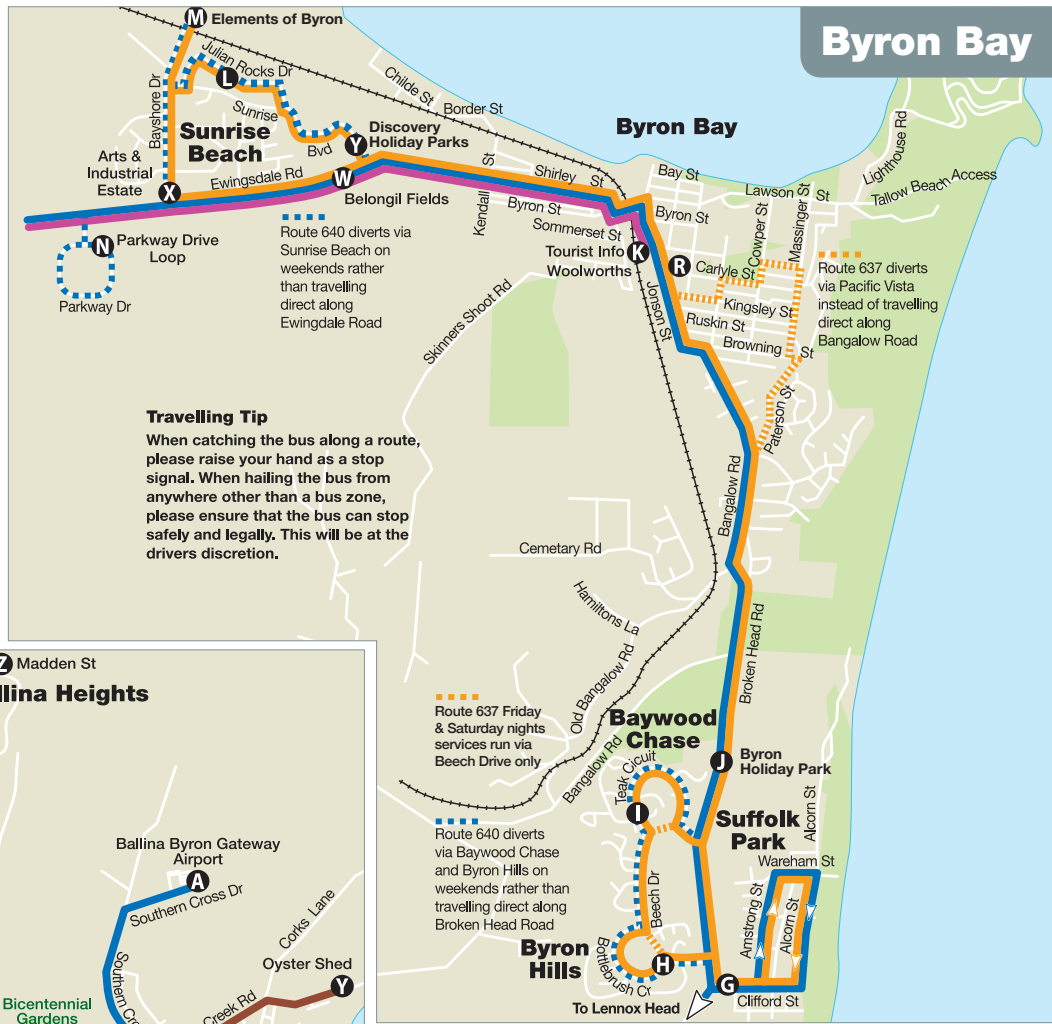 Byron Bay
M Elements of Byron
Julian Rocks Dr
L
Childe St
Border St
Bayshore Dr
Sunrise
Bvd
Sunrise
Beach
Y Discovery
Holiday Parks
Byron Bay
Lighthouse Rd
Arts &
Industrial
Estate
X
Ewingsdale Rd
W
Belongil Fields
Kendall St
Shirley St
Byron St
Sommerset St
Bay St
Lawson St
Tallow Beach Access
Byron St
Cowper St
Massinger St
N Parkway Drive
Loop
Parkway Dr
Route 640 diverts via
Sunrise Beach on
weekends rather
than travelling
direct along
Ewingdale Road
Tourist Info K
Woolworths
R Carlyle St
Kingsley St
Ruskin St
Browning St
Jonson St
Skinners Shoot Rd
Route 637 diverts
via Pacific Vista
instead of travelling
direct along
Bangalow Road
Paterson St
Travelling Tip
When catching the bus along a route,
please raise your hand as a stop
signal. When hailing the bus from
anywhere other than a bus zone,
please ensure that the bus can stop
safely and legally. This will be at the
drivers discretion.
Bangalow Rd
Cemetary Rd
Hamiltons La
Old Bangalow Rd
Broken Head Rd
Bangalow Rd
Route 637 Friday
& Saturday nights
services run via
Beech Drive only
Baywood
Chase
Teak Cicuit
I
J Byron
Holiday Park
Suffolk
Park
Alcorn St
Wareham St
Route 640 diverts
via Baywood Chase
and Byron Hills on
weekends rather than
travelling direct along
Broken Head Road
Beech Dr
Amstrong St
Alcorn St
Byron
Hills
Bottlebrush Cr
H
G
Clifford St
To Lennox Head
Z Madden St
llina Heights
Ballina Byron Gateway
Airport
A
Southern Cross Dr
Southern Cro
Corks Lane
Oyster Shed
Y
Creek Rd
Bicentennial
Gardens